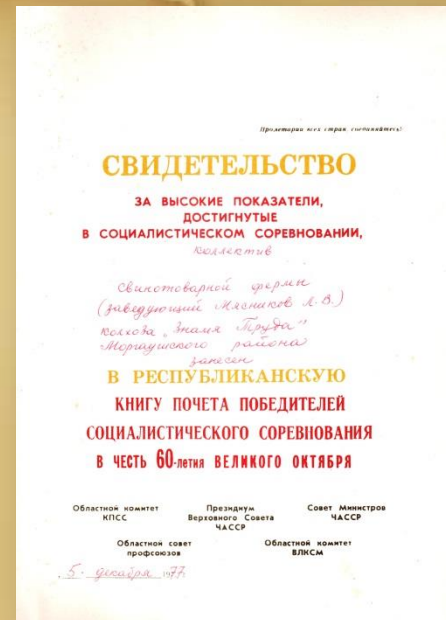 Пролетарии всех стран, соединяйтесь!
СВИДЕТЕЛЬСТВО
ЗА ВЫСОКИЕ ПОКАЗАТЕЛИ,
ДОСТИГНУТЫЕ
В СОЦИАЛИСТИЧЕСКОМ СОРЕВНОВАНИИ,
коллектив
свинотоварной фермы
(заведующий Мясников Л.В.)
колхоза „Знамя Труда"
Моргаушского района
занесен
В РЕСПУБЛИКАНСКУЮ
КНИГУ ПОЧЕТА ПОБЕДИТЕЛЕЙ
СОЦИАЛИСТИЧЕСКОГО СОРЕВНОВАНИЯ
В ЧЕСТЬ 60-летия ВЕЛИКОГО ОКТЯБРЯ
Областной комитет КПСС
Президиум Верховного Совета ЧАССР
Совет Министров ЧАССР
Областной совет профсоюзов
Областной комитет ВЛКСМ
5 декабря 1977